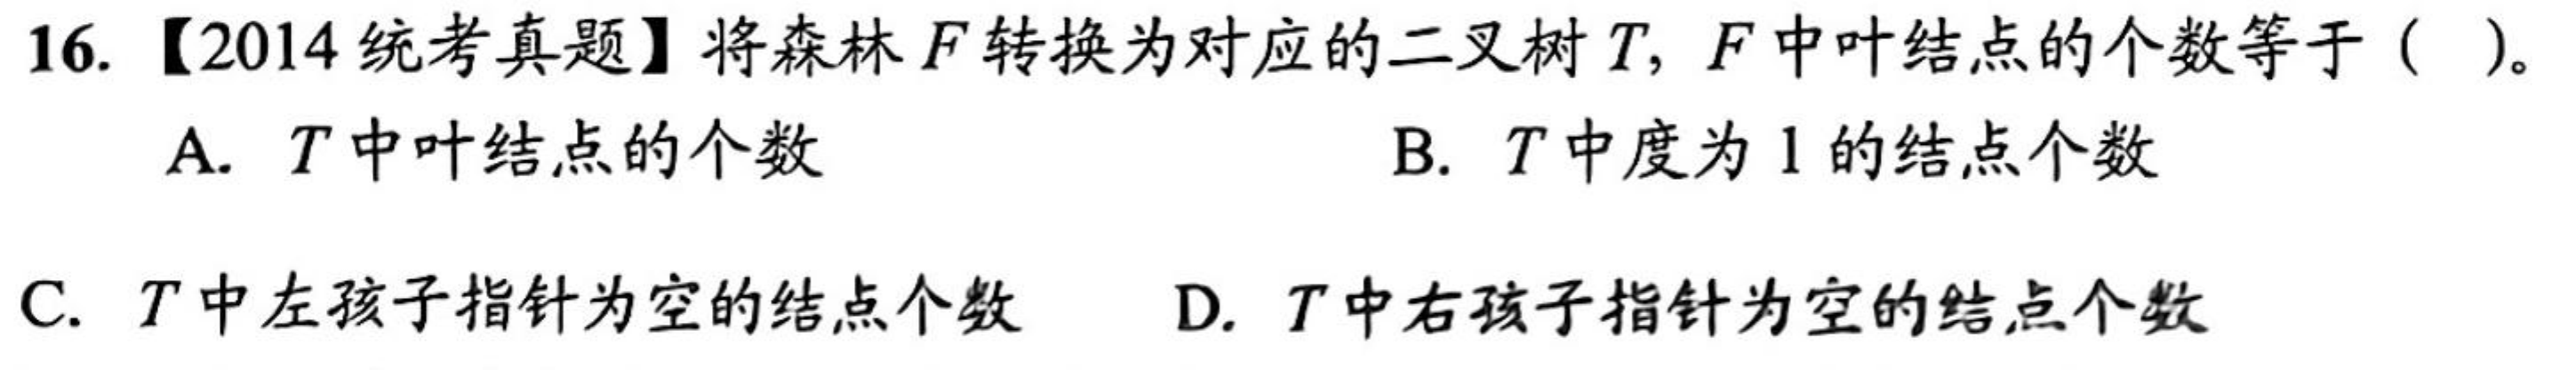 16.【2014 统考真题】将森林 F 转换为对应的二叉树 T, F 中叶结点的个数等于 (  )。
A. T 中叶结点的个数 B. T 中度为 1 的结点个数
C. T 中左孩子指针为空的结点个数 D. T 中右孩子指针为空的结点个数